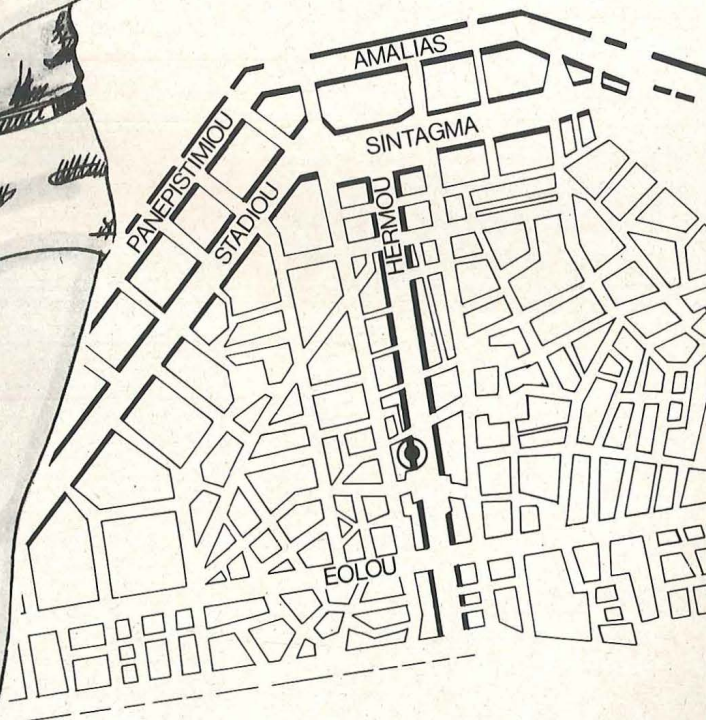 AMALIAS
SINTAGMA
PANEPISTIMIOU
STADIOU
HERMOU
EOLOU